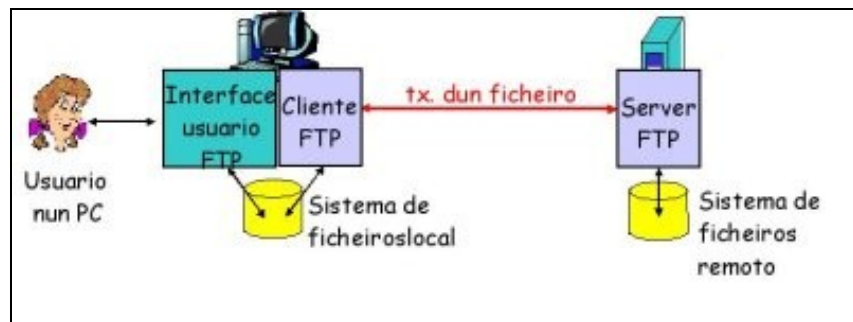 Usuario
nun PC
Interface
usuario
FTP
Cliente
FTP
tx. dun ficheiro
Server
FTP
Sistema de
ficheiroslocal
Sistema de
ficheiros
remoto